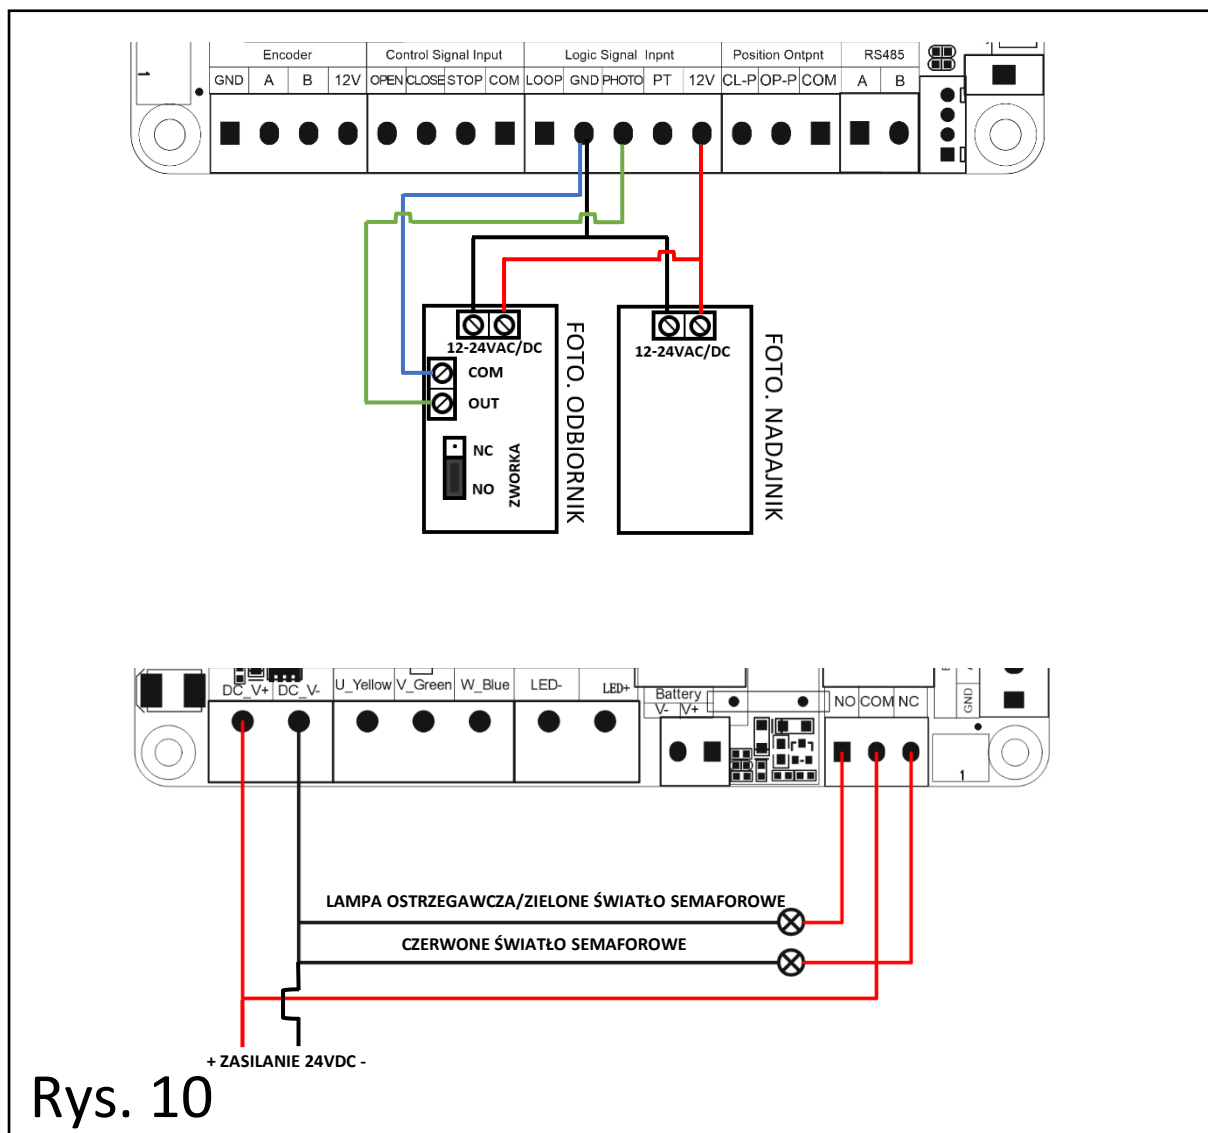 Encoder Control Signal Input Logic Signal Inpnt Position Ontpnt RS485
GND A B 12V OPEN CLOSE STOP COM LOOP GND PHOTO PT 12V CL-P OP-P COM A B
1
12-24VAC/DC
COM
OUT
NC
NO
ZWORKA
FOTO. ODBIORNIK
12-24VAC/DC
FOTO. NADAJNIK
DC_V+ DC_V- U_Yellow V_Green W_Blue LED- LED+
Battery
V- V+
NO COM NC
GND
1
LAMPA OSTRZEGAWCZA/ZIELONE ŚWIATŁO SEMAFOROWE
CZERWONE ŚWIATŁO SEMAFOROWE
+ ZASILANIE 24VDC -
Rys. 10